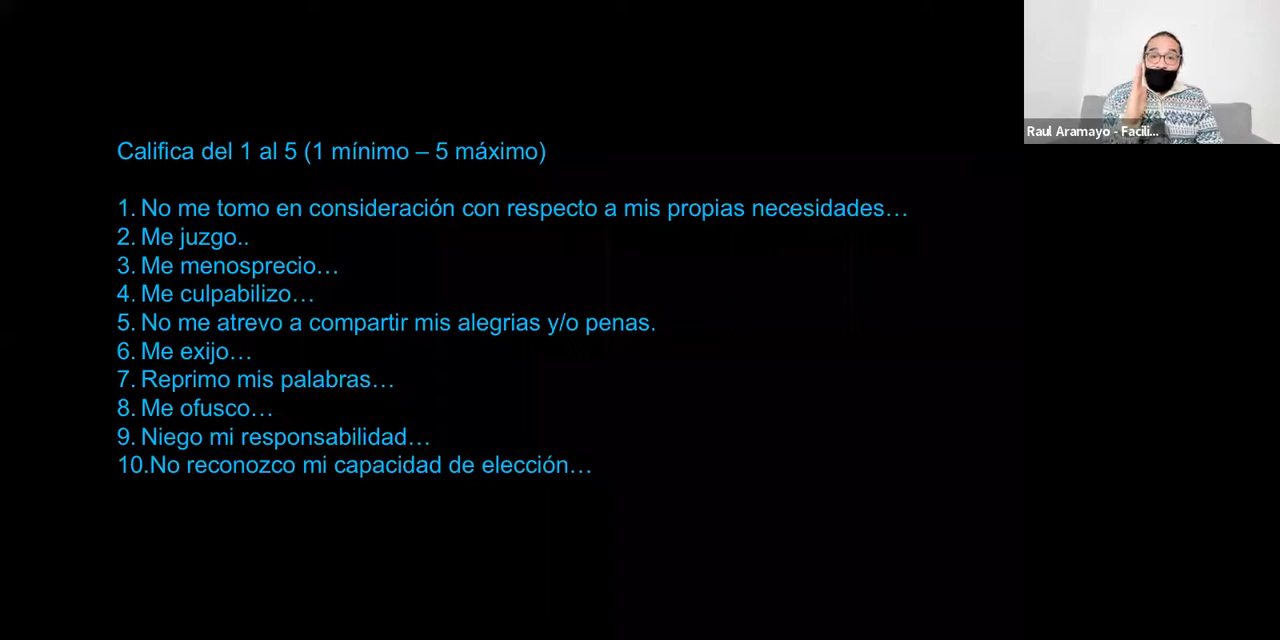 Califica del 1 al 5 (1 mínimo – 5 máximo)
1. No me tomo en consideración con respecto a mis propias necesidades…
2. Me juzgo..
3. Me menosprecio…
4. Me culpabilizo…
5. No me atrevo a compartir mis alegrias y/o penas.
6. Me exijo…
7. Reprimo mis palabras…
8. Me ofusco…
9. Niego mi responsabilidad…
10.No reconozco mi capacidad de elección…
Raul Aramayo - Facili...